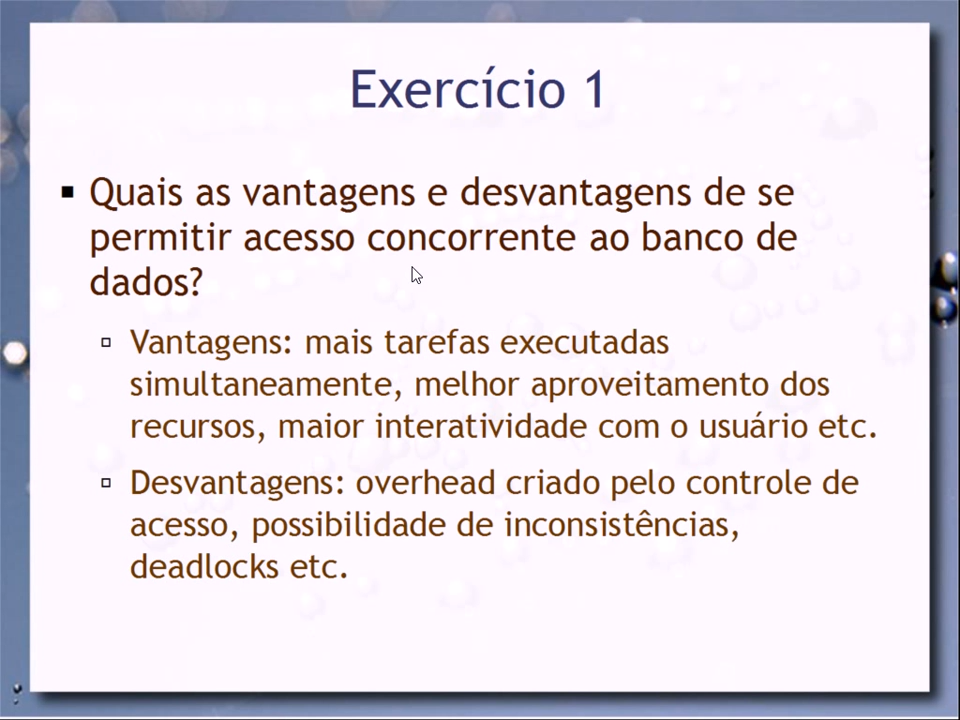 Exercício 1
Quais as vantagens e desvantagens de se
permitir acesso concorrente ao banco de
dados?
Vantagens: mais tarefas executadas
simultaneamente, melhor aproveitamento dos
recursos, maior interatividade com o usuário etc.
Desvantagens: overhead criado pelo controle de
acesso, possibilidade de inconsistências,
deadlocks etc.